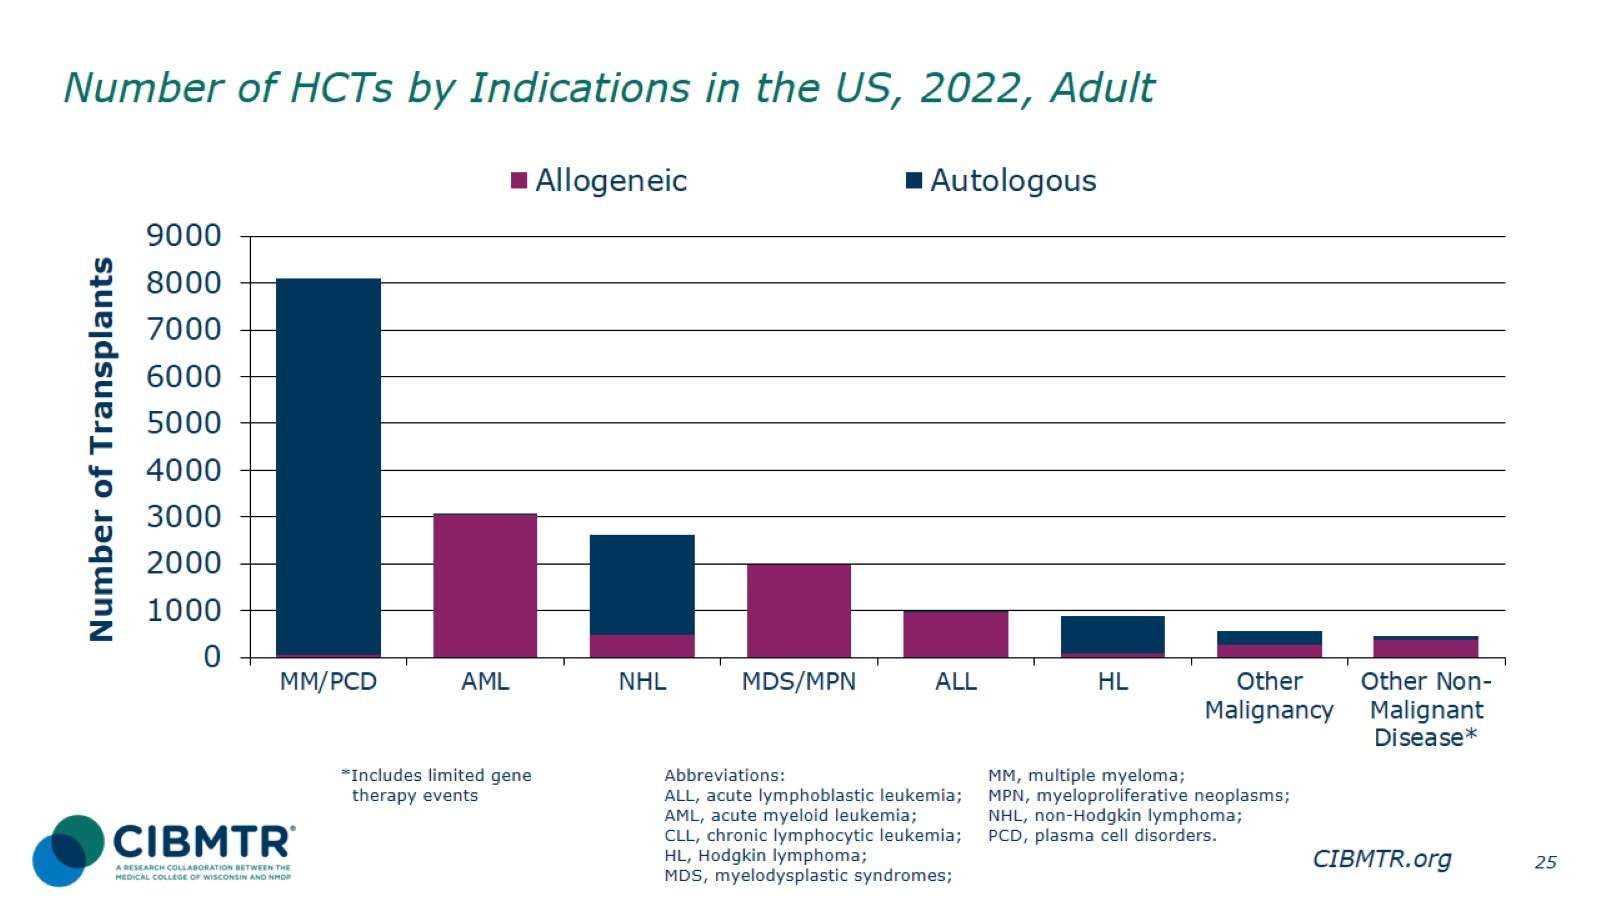 Number of HCTs by Indications in the US, 2022, Adult
Allogeneic
Autologous
Number of Transplants
9000
8000
7000
6000
5000
4000
3000
2000
1000
0
MM/PCD
AML
NHL
MDS/MPN
ALL
HL
Other
Malignancy
Other Non-
Malignant
Disease*
*Includes limited gene
therapy events
Abbreviations:
ALL, acute lymphoblastic leukemia;
AML, acute myeloid leukemia;
CLL, chronic lymphocytic leukemia;
HL, Hodgkin lymphoma;
MDS, myelodysplastic syndromes;
MM, multiple myeloma;
MPN, myeloproliferative neoplasms;
NHL, non-Hodgkin lymphoma;
PCD, plasma cell disorders.
CIBMTR®
A RESEARCH COLLABORATION BETWEEN THE
MEDICAL COLLEGE OF WISCONSIN AND NMDP
CIBMTR.org
25